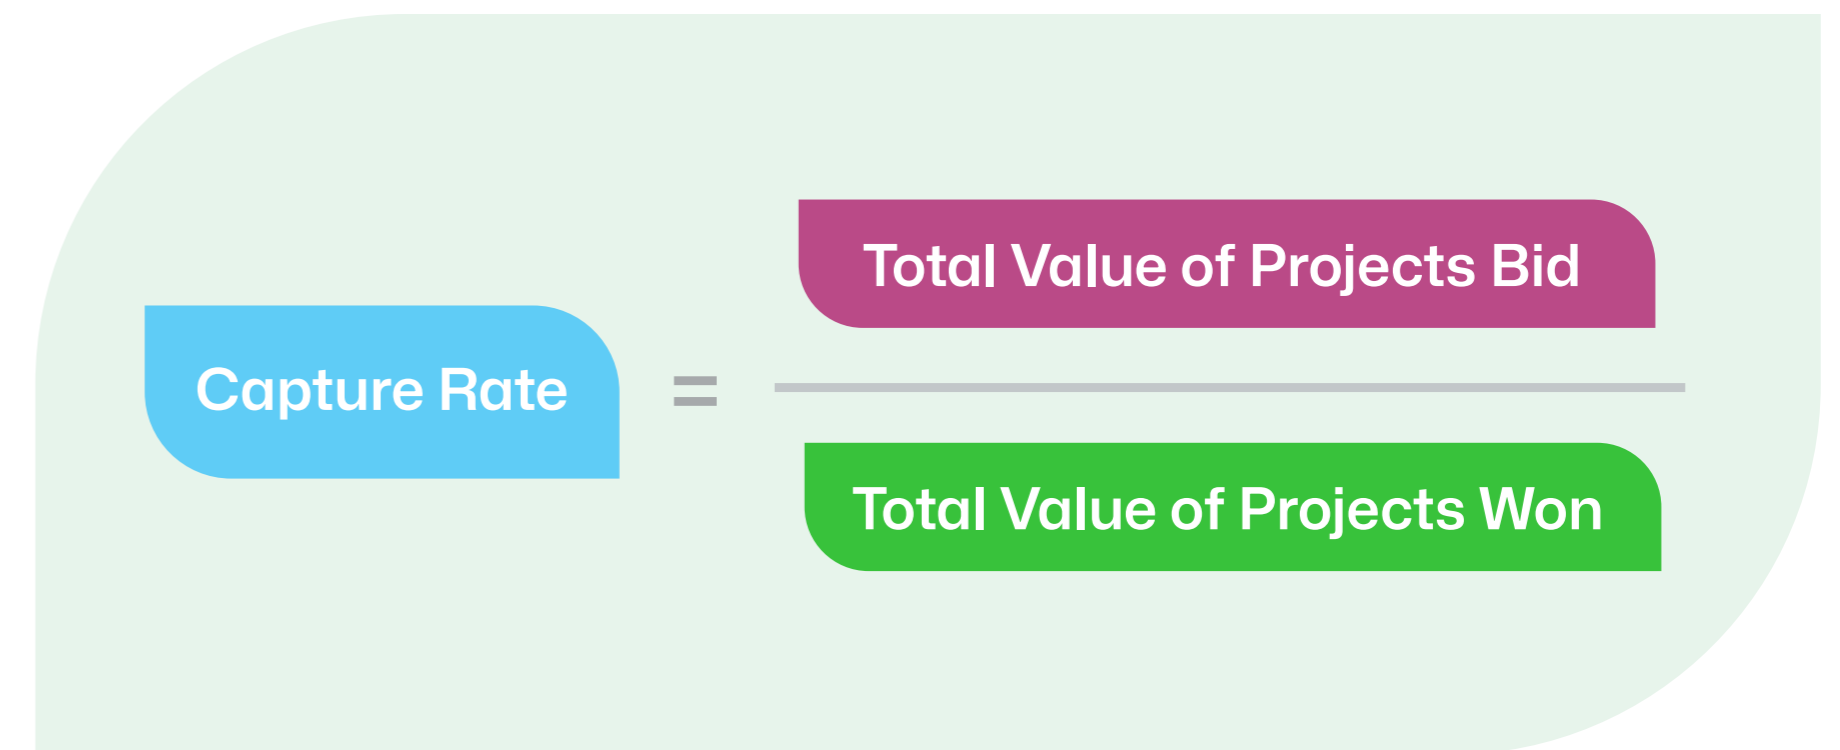 Total Value of Projects Bid
Capture Rate =
Total Value of Projects Won